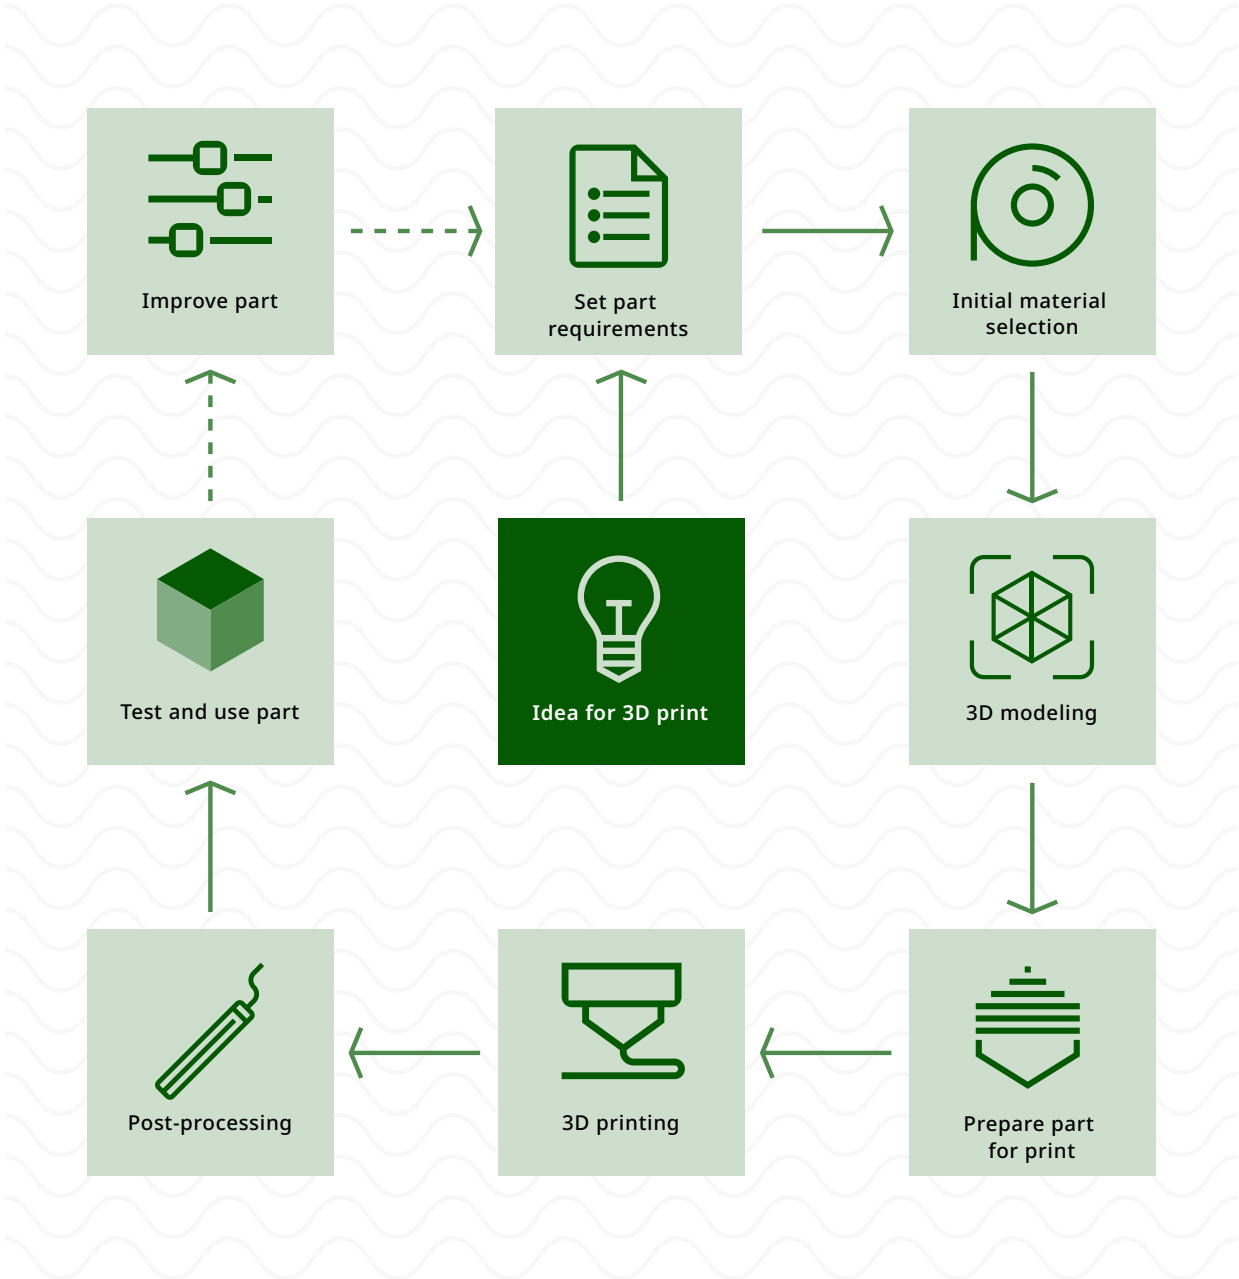 Improve part
Set part
requirements
Initial material
selection
Test and use part
Idea for 3D print
3D modeling
Post-processing
3D printing
Prepare part
for print